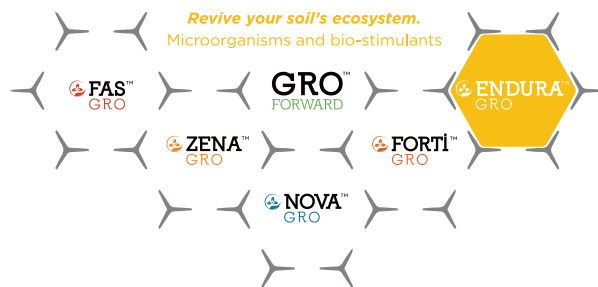 Revive your soil's ecosystem.
Microorganisms and bio-stimulants
FAS™
GRO
GRO™
FORWARD
ENDURA™
GRO
ZENA™
GRO
FORTi™
GRO
NOVA™
GRO